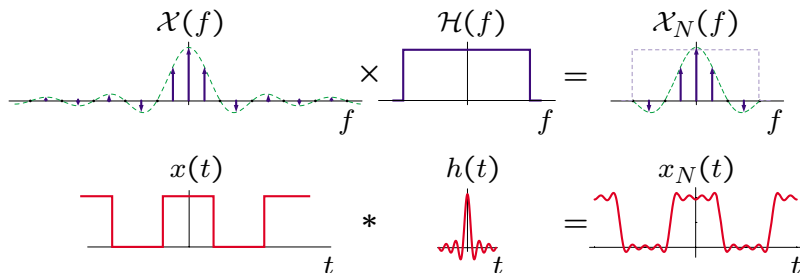 𝒳(f) ℋ(f) 𝒳_N(f)
× =
f f f
x(t) h(t) x_N(t)
* =
t t t